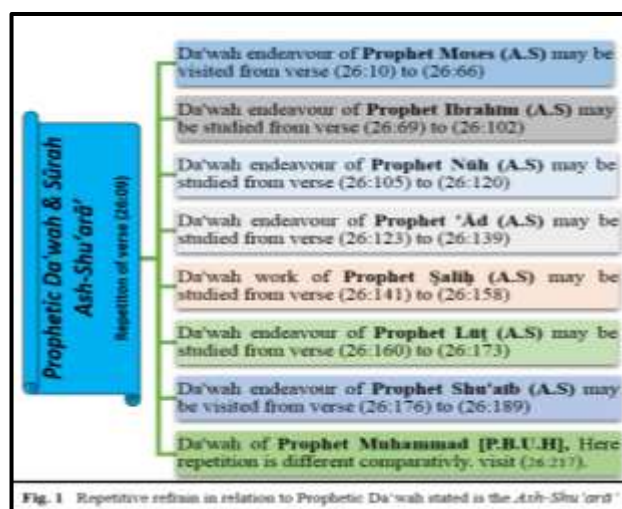 Prophetic Da'wah & Sūrah
Ash-Shu'arā'
Repetition of verse (26:09)
Da'wah endeavour of Prophet Moses (A.S) may be
visited from verse (26:10) to (26:66)
Da'wah endeavour of Prophet Ibrahīm (A.S) may
be studied from verse (26:69) to (26:102)
Da'wah endeavour of Prophet Nūḥ (A.S) may be
studied from verse (26:105) to (26:120)
Da'wah endeavour of Prophet 'Ād (A.S) may be
studied from verse (26:123) to (26:139)
Da'wah work of Prophet Ṣaliḥ (A.S) may be
studied from verse (26:141) to (26:158)
Da'wah endeavour of Prophet Lūṭ (A.S) may be
studied from verse (26:160) to (26:173)
Da'wah endeavour of Prophet Shu'aīb (A.S) may
be visited from verse (26:176) to (26:189)
Da'wah of Prophet Muhammad [P.B.U.H], Here
repetition is different comparativly. visit (26:217).
Fig. 1 Repetitive refrain in relation to Prophetic Da'wah stated is the Ash-Shu'arā'